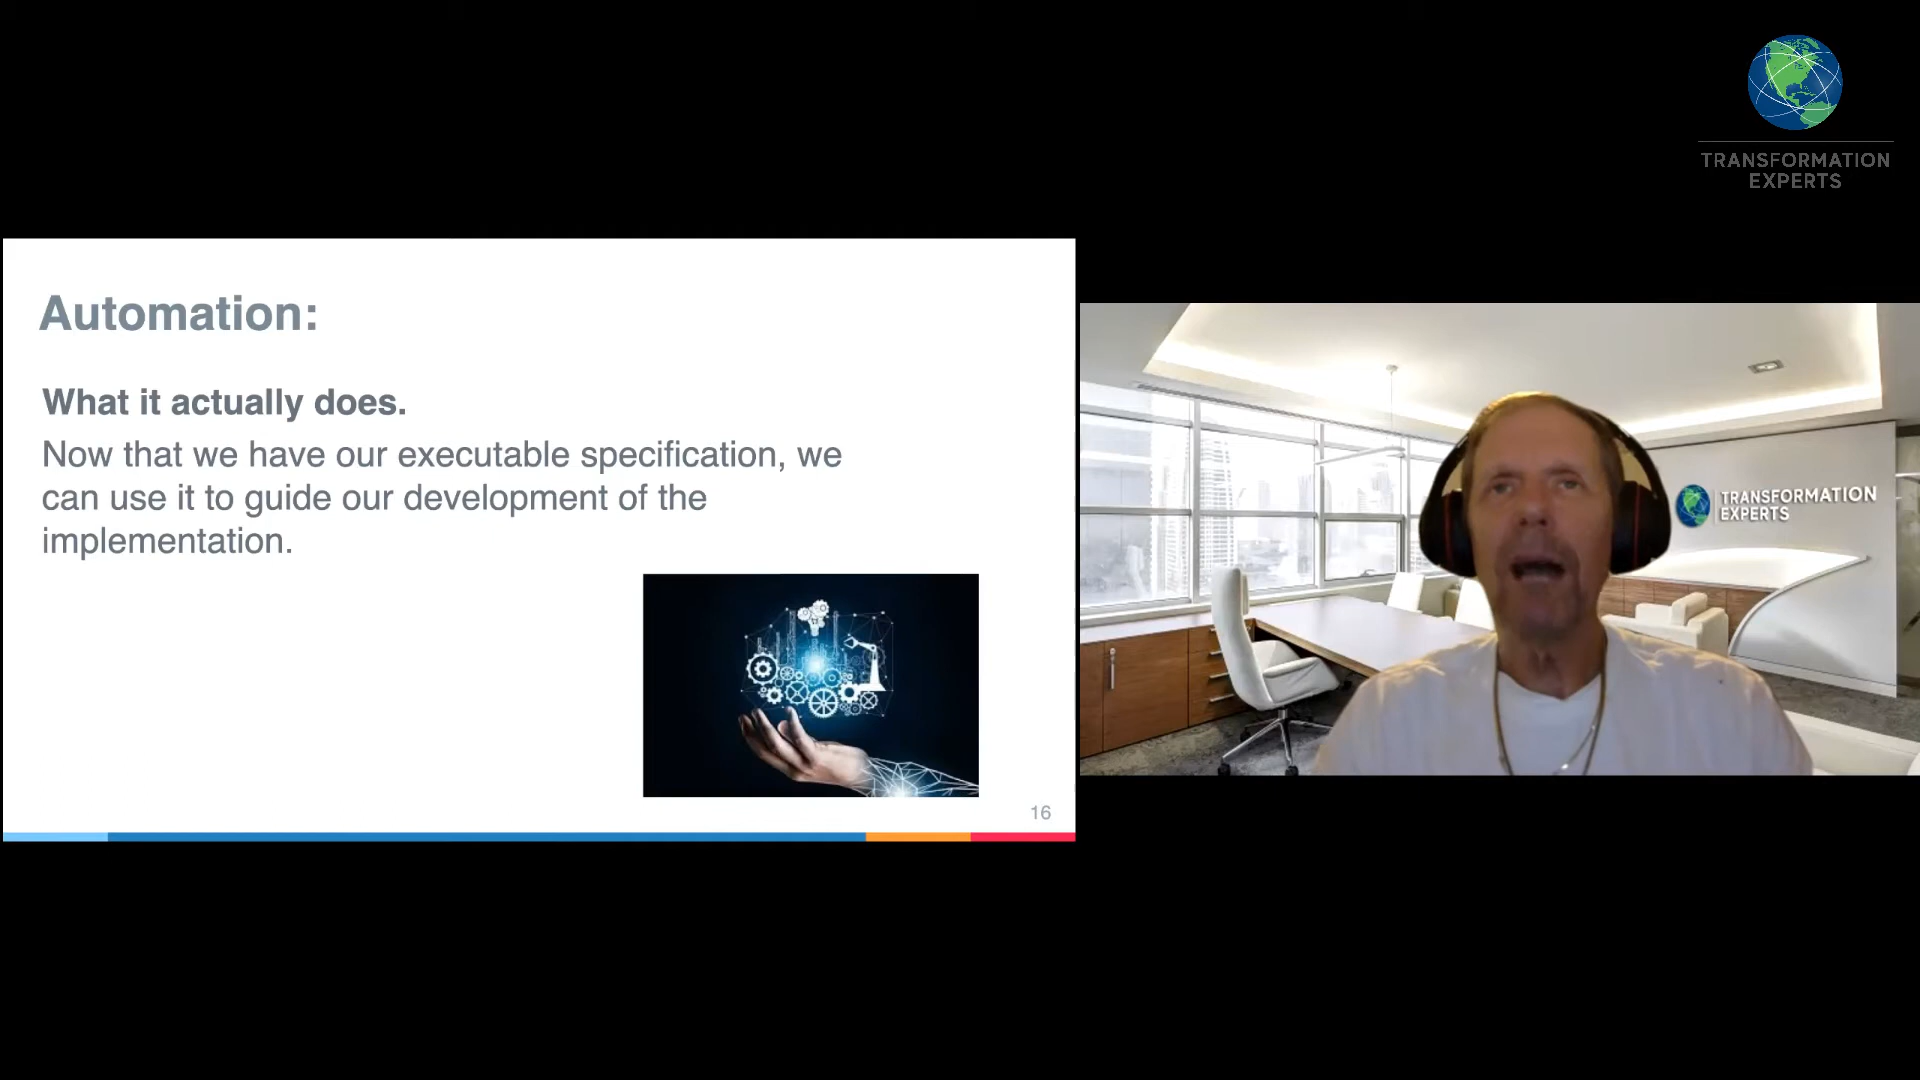 TRANSFORMATION
EXPERTS
Automation:
What it actually does.
Now that we have our executable specification, we
can use it to guide our development of the
implementation.
16
TRANSFORMATION
EXPERTS